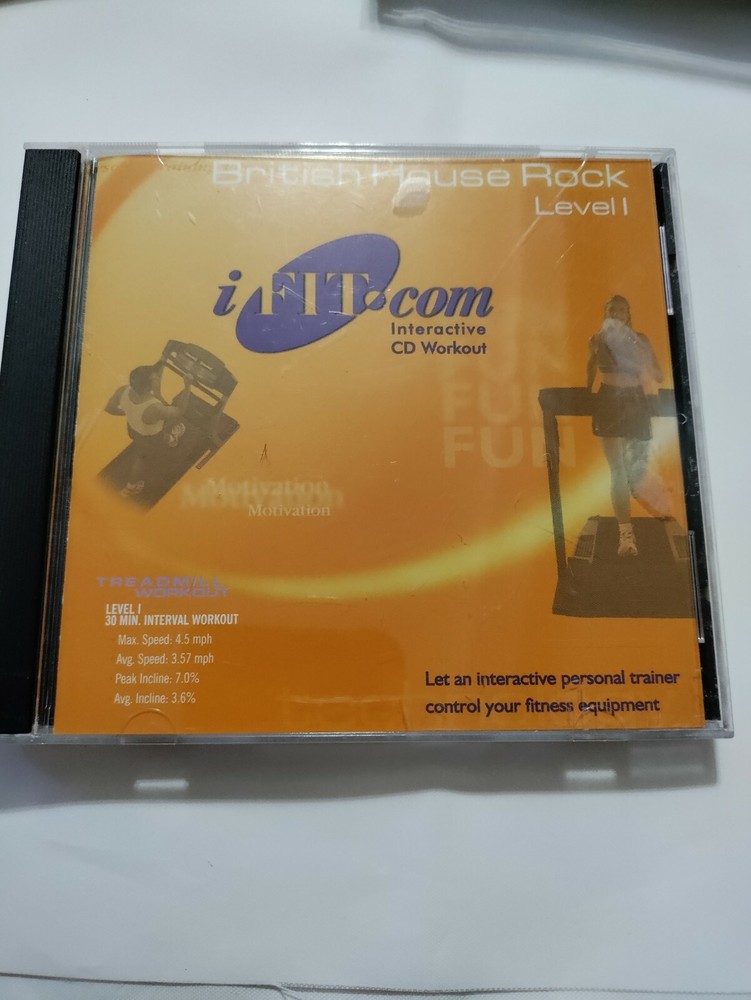 British House Rock
Level 1
iFIT.com
Interactive
CD Workout
FUN
FUN
FUN
Motivation
Motivation
Motivation
TREADMILL
WORKOUT
LEVEL 1
30 MIN. INTERVAL WORKOUT
Max. Speed: 4.5 mph
Avg. Speed: 3.57 mph
Peak Incline: 7.0%
Avg. Incline: 3.6%
Let an interactive personal trainer
control your fitness equipment